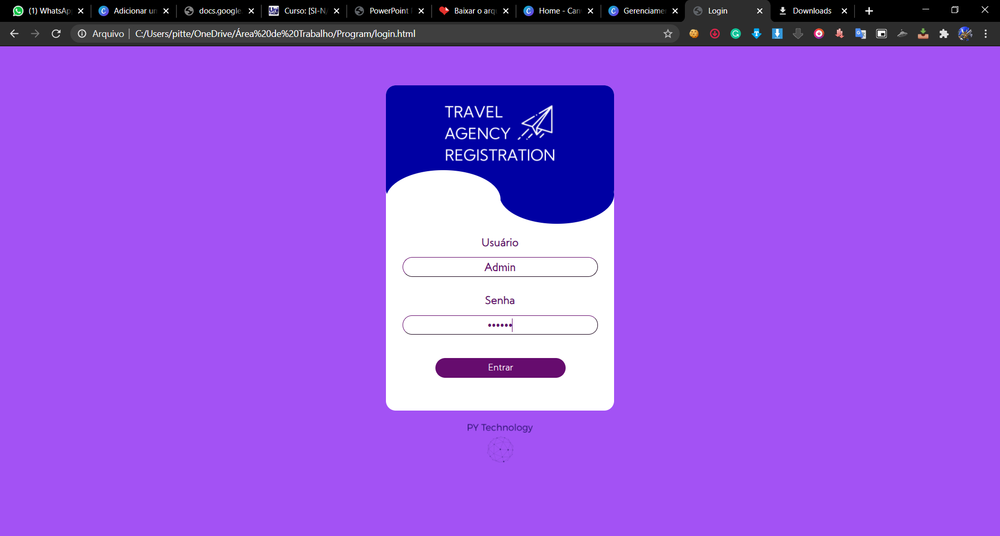 (1) WhatsAp
Adicionar un
docs.google.
Curso: [SI-N
PowerPoint
Baixar o arq
Home - Can
Gerenciamen
Login
Downloads
Arquivo
C:/Users/pitte/OneDrive/Área%20de%20Trabalho/Program/login.html
TRAVEL
AGENCY
REGISTRATION
Usuário
Admin
Senha
••••••
Entrar
PY Technology